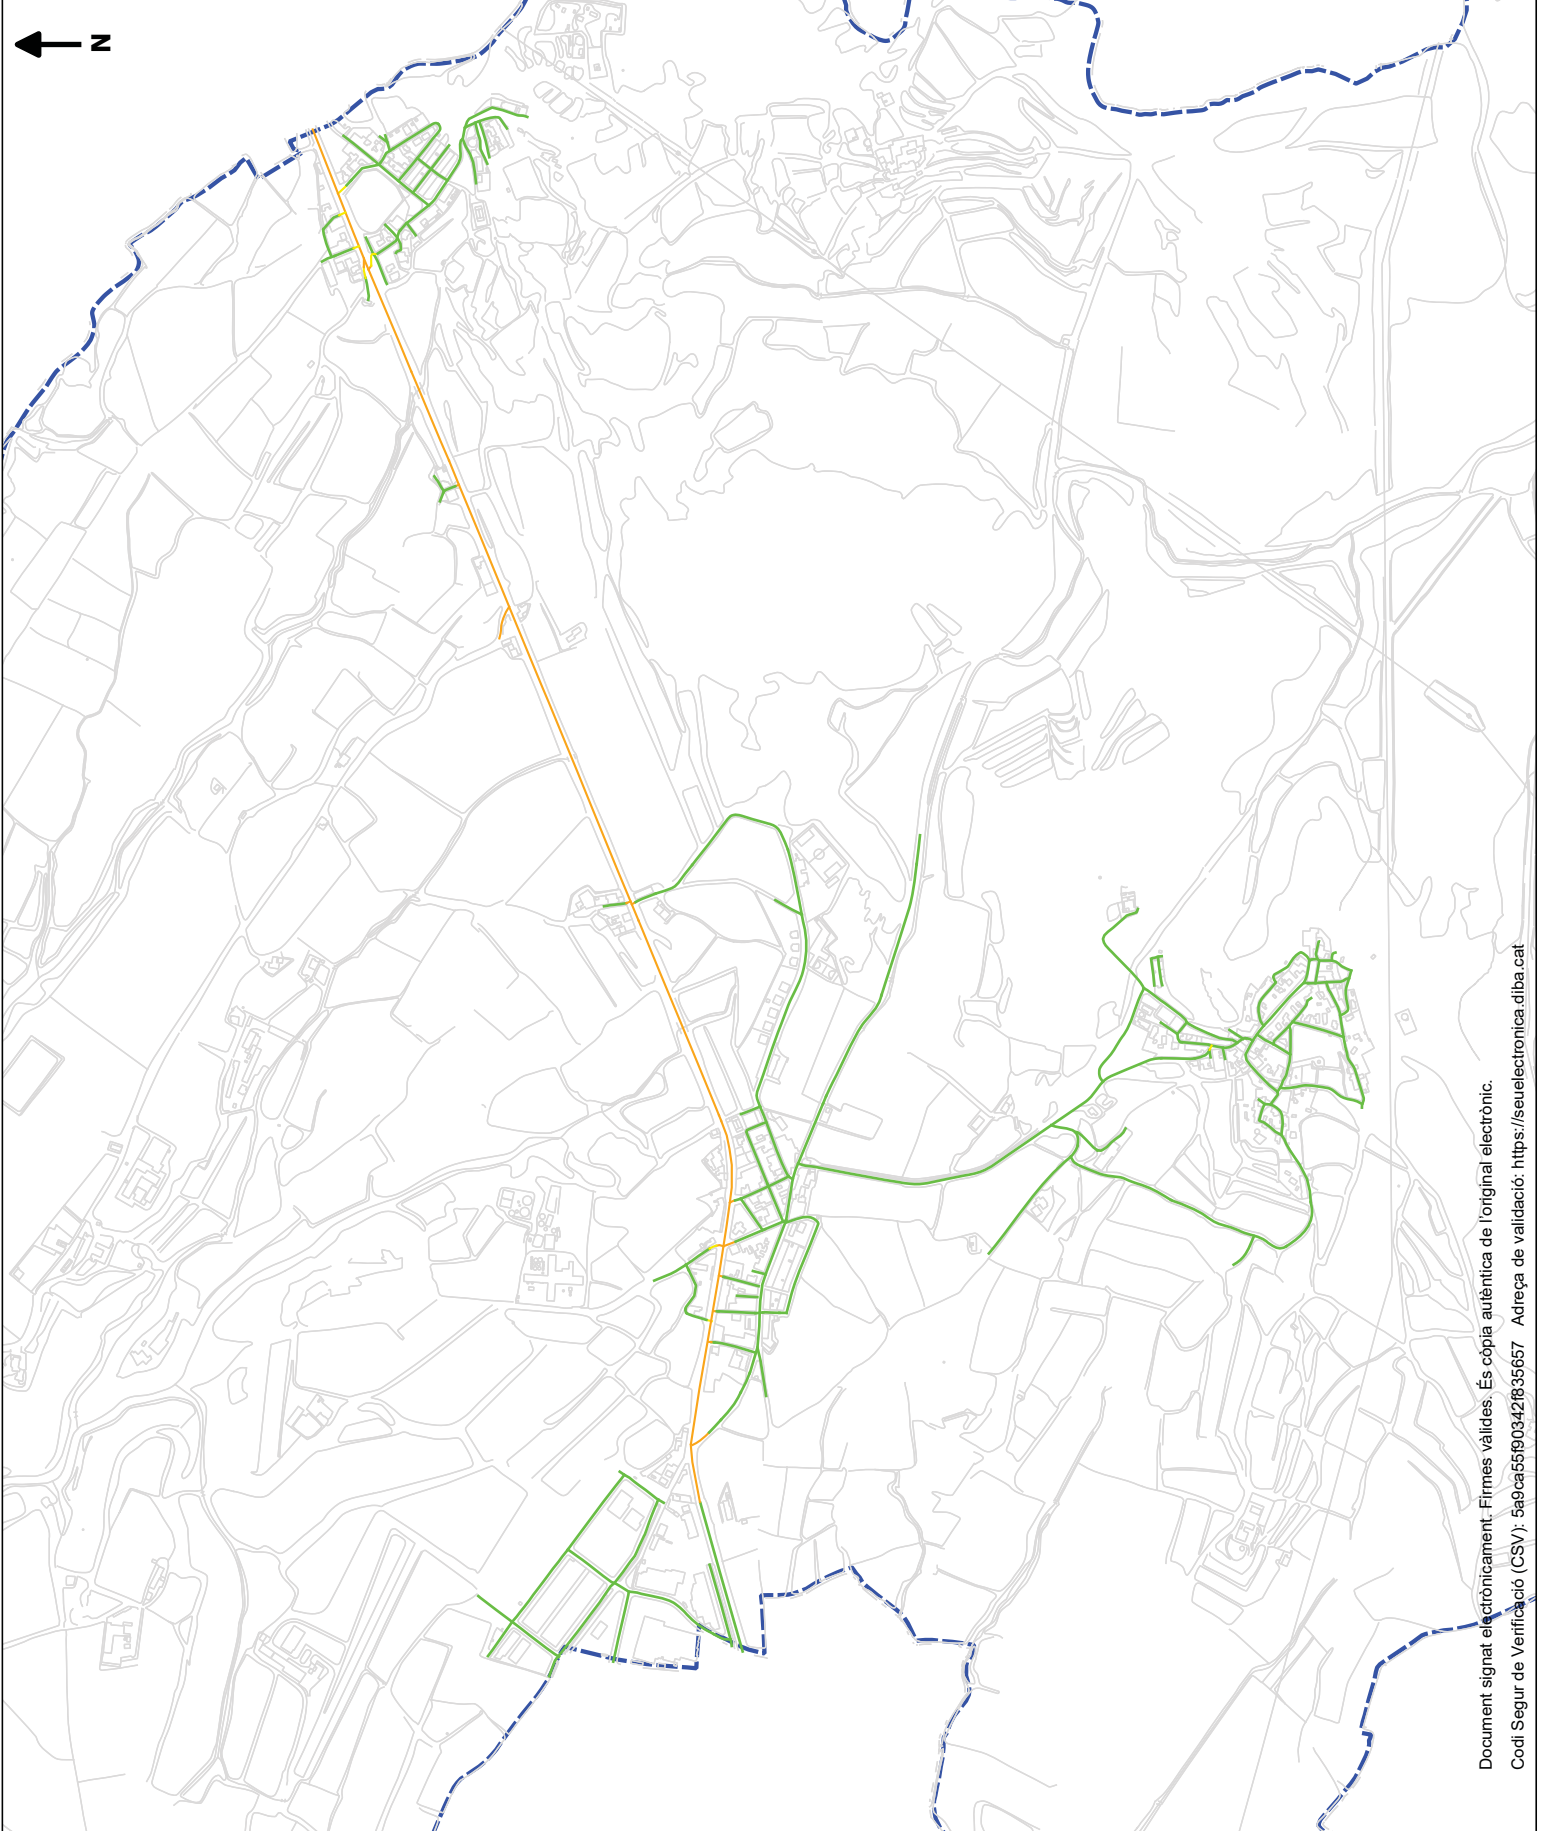 N
Document signat electrònicament. Firmes vàlides. És còpia autèntica de l'original electrònic.
Codi Segur de Verificació (CSV): 5a9ca55f90342f835657 Adreça de validació: https://seuelectronica.diba.cat